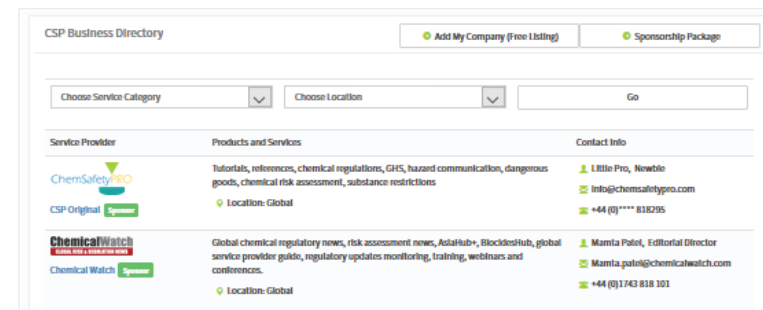 CSP Business Directory
Add My Company (Free Listing)
Sponsorship Package
Choose Service Category
Choose Location
Go
Service Provider
Products and Services
Contact Info
ChemSafetyPRO
CSP Original Sponsor
Tutorials, references, chemical regulations, GHS, hazard communication, dangerous
goods, chemical risk assessment, substance restrictions
Location: Global
Little Pro, Newbie
Info@chemsafetypro.com
+44 (0)**** 818295
ChemicalWatch
GLOBAL RISK & REGULATION NEWS
Chemical Watch Sponsor
Global chemical regulatory news, risk assessment news, AsiaHub+, BiocidesHub, global
service provider guide, regulatory updates monitoring, training, webinars and
conferences.
Location: Global
Mamta Patel, Editorial Director
Mamta.patel@chemicalwatch.com
+44 (0)1743 818 101